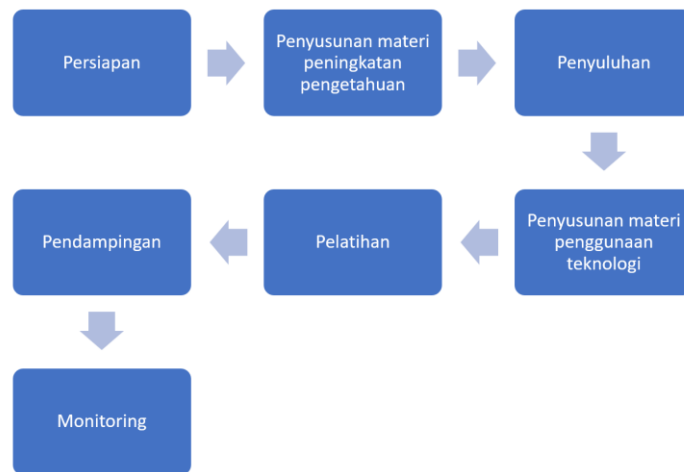 Persiapan
Penyusunan materi
peningkatan
pengetahuan
Penyuluhan
Penyusunan materi
penggunaan
teknologi
Pelatihan
Pendampingan
Monitoring